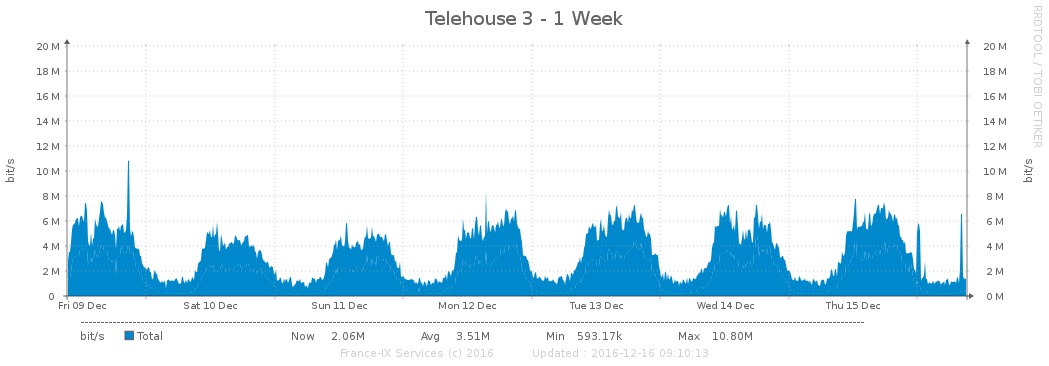 Telehouse 3 - 1 Week
RRDTOOL / TOBI OETIKER
bit/s
20 M 20 M
18 M 18 M
16 M 16 M
14 M 14 M
12 M 12 M
10 M 10 M
8 M 8 M
6 M 6 M
4 M 4 M
2 M 2 M
0 0 M
bit/s
Fri 09 Dec Sat 10 Dec Sun 11 Dec Mon 12 Dec Tue 13 Dec Wed 14 Dec Thu 15 Dec
bit/s Total Now 2.06M Avg 3.51M Min 593.17k Max 10.80M
France-IX Services (c) 2016 Updated : 2016-12-16 09:10:13